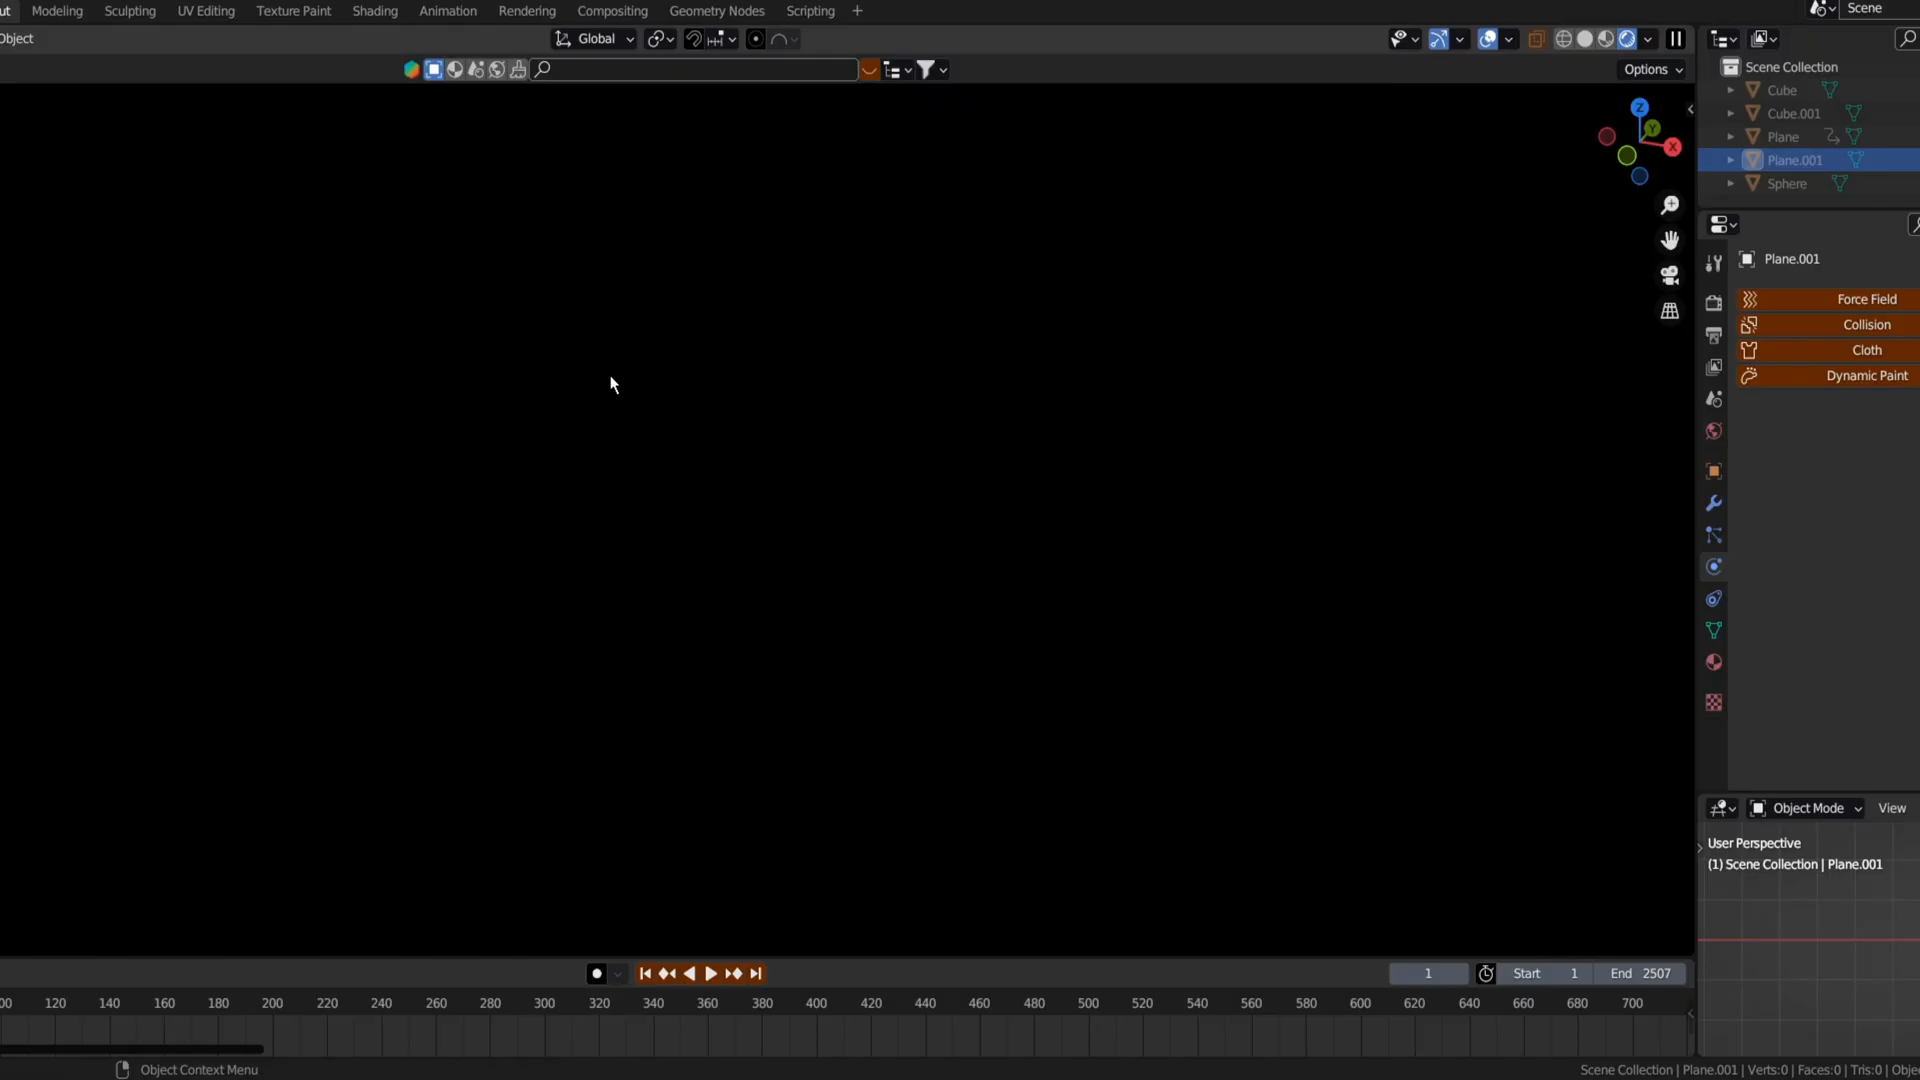 ut Modeling Sculpting UV Editing Texture Paint Shading Animation Rendering Compositing Geometry Nodes Scripting +
Scene
Object
Global
Options
Scene Collection
Cube
Cube.001
Plane
Plane.001
Sphere
Z
Y
X
Plane.001
Force Field
Collision
Cloth
Dynamic Paint
Object Mode View
User Perspective
(1) Scene Collection | Plane.001
1 Start 1 End 2507
00 120 140 160 180 200 220 240 260 280 300 320 340 360 380 400 420 440 460 480 500 520 540 560 580 600 620 640 660 680 700
Object Context Menu
Scene Collection | Plane.001 | Verts:0 | Faces:0 | Tris:0 | Obje